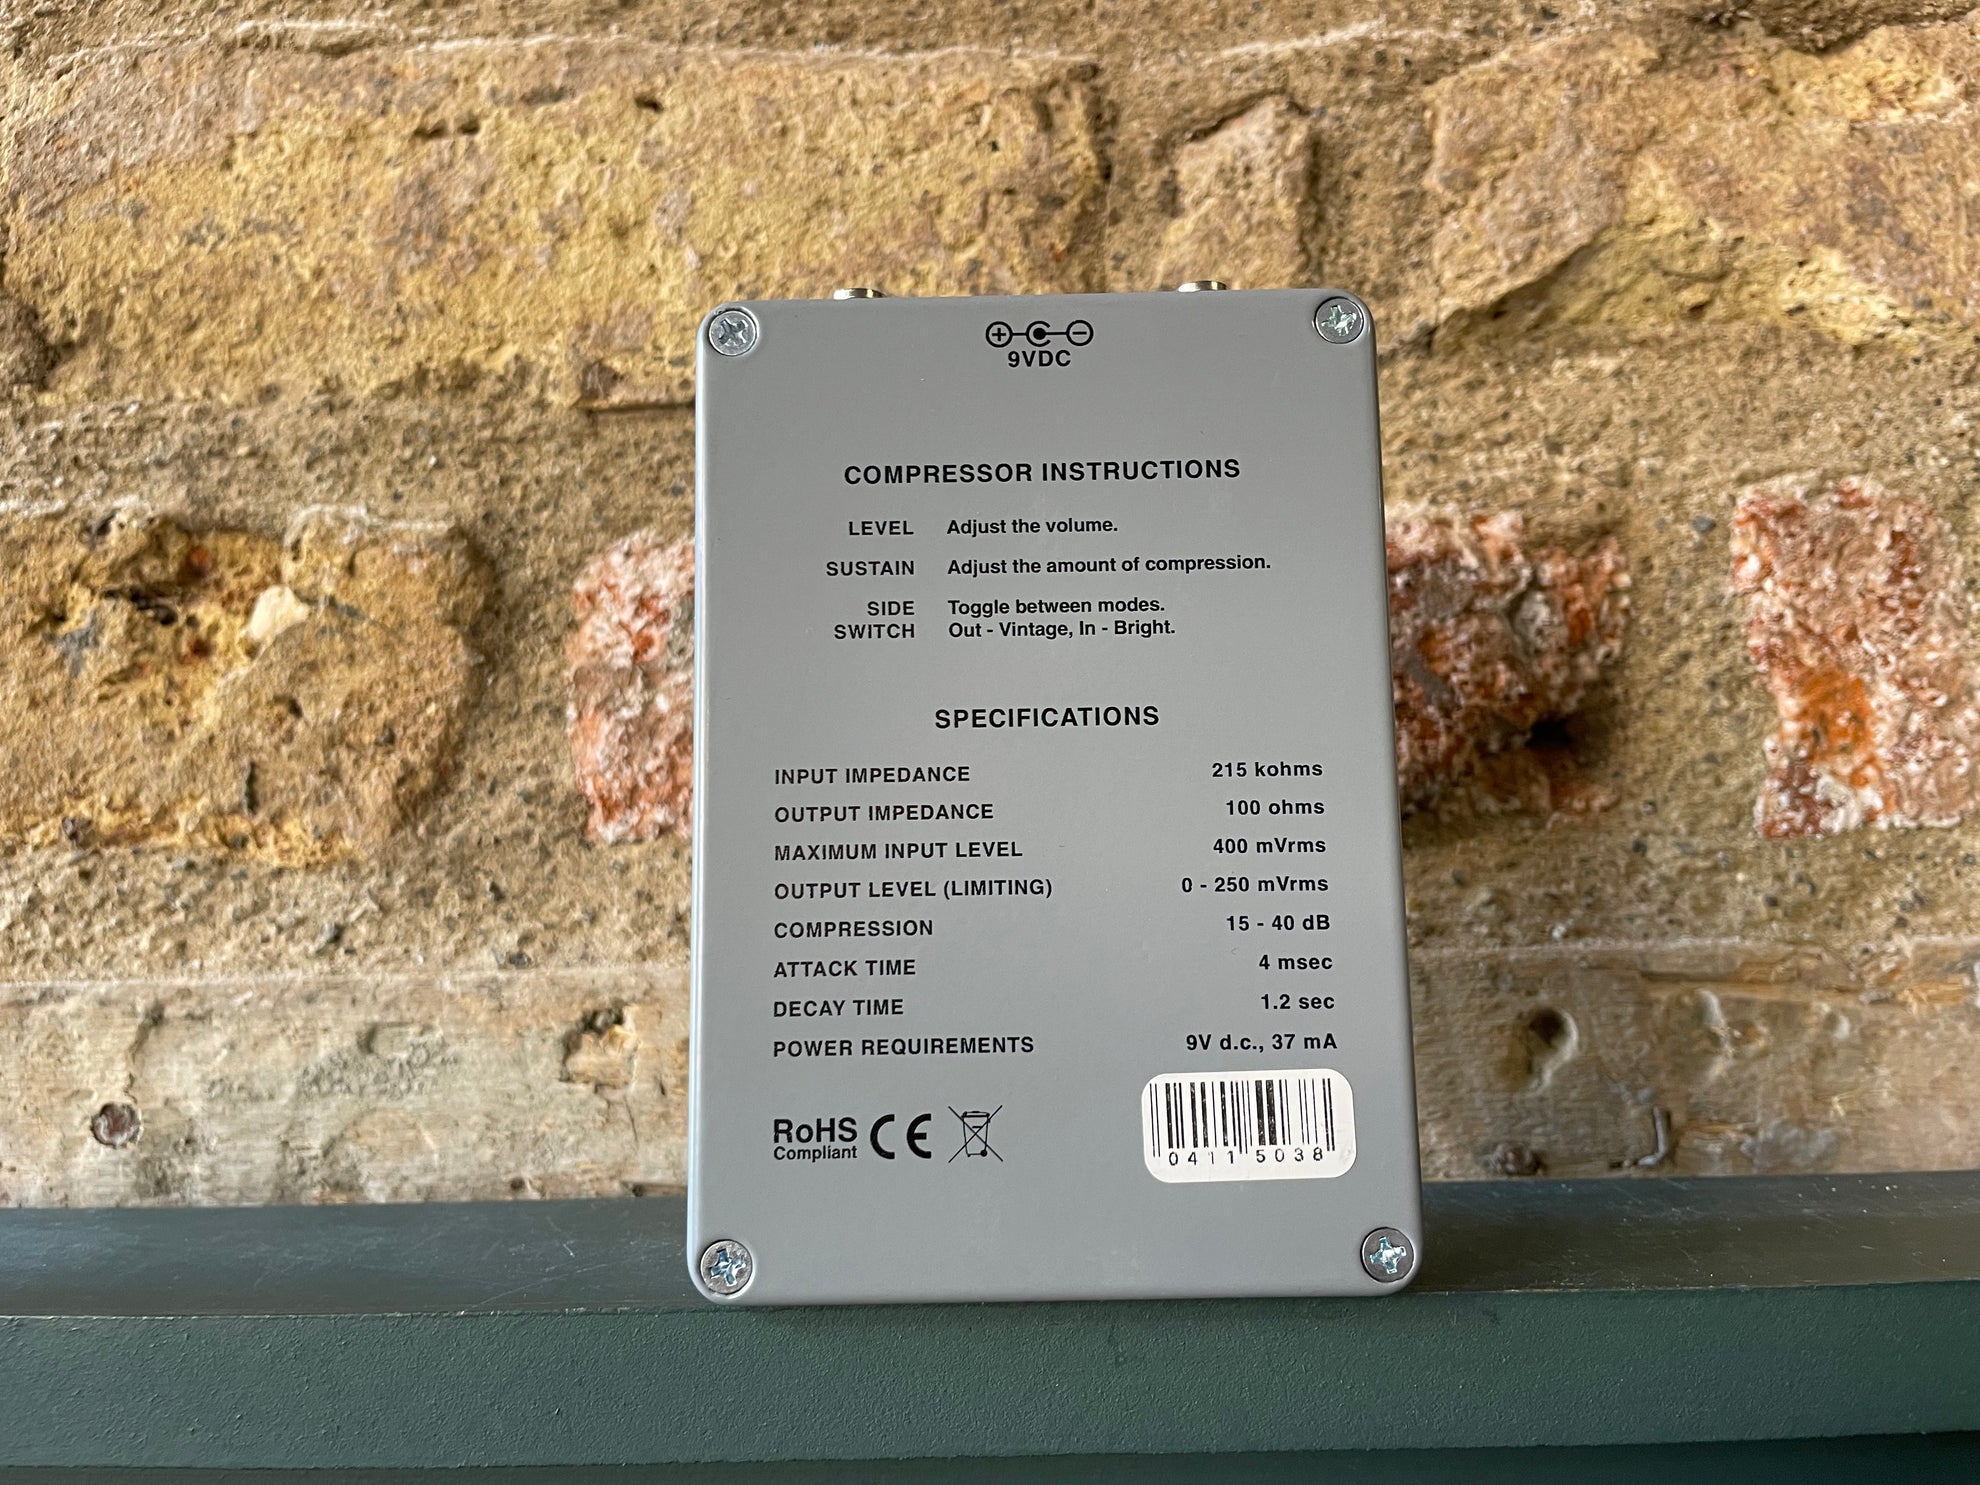 9VDC
COMPRESSOR INSTRUCTIONS
LEVEL Adjust the volume.
SUSTAIN Adjust the amount of compression.
SIDE Toggle between modes.
SWITCH Out - Vintage, In - Bright.
SPECIFICATIONS
INPUT IMPEDANCE 215 kohms
OUTPUT IMPEDANCE 100 ohms
MAXIMUM INPUT LEVEL 400 mVrms
OUTPUT LEVEL (LIMITING) 0 - 250 mVrms
COMPRESSION 15 - 40 dB
ATTACK TIME 4 msec
DECAY TIME 1.2 sec
POWER REQUIREMENTS 9V d.c., 37 mA
RoHS CE
Compliant
04115038